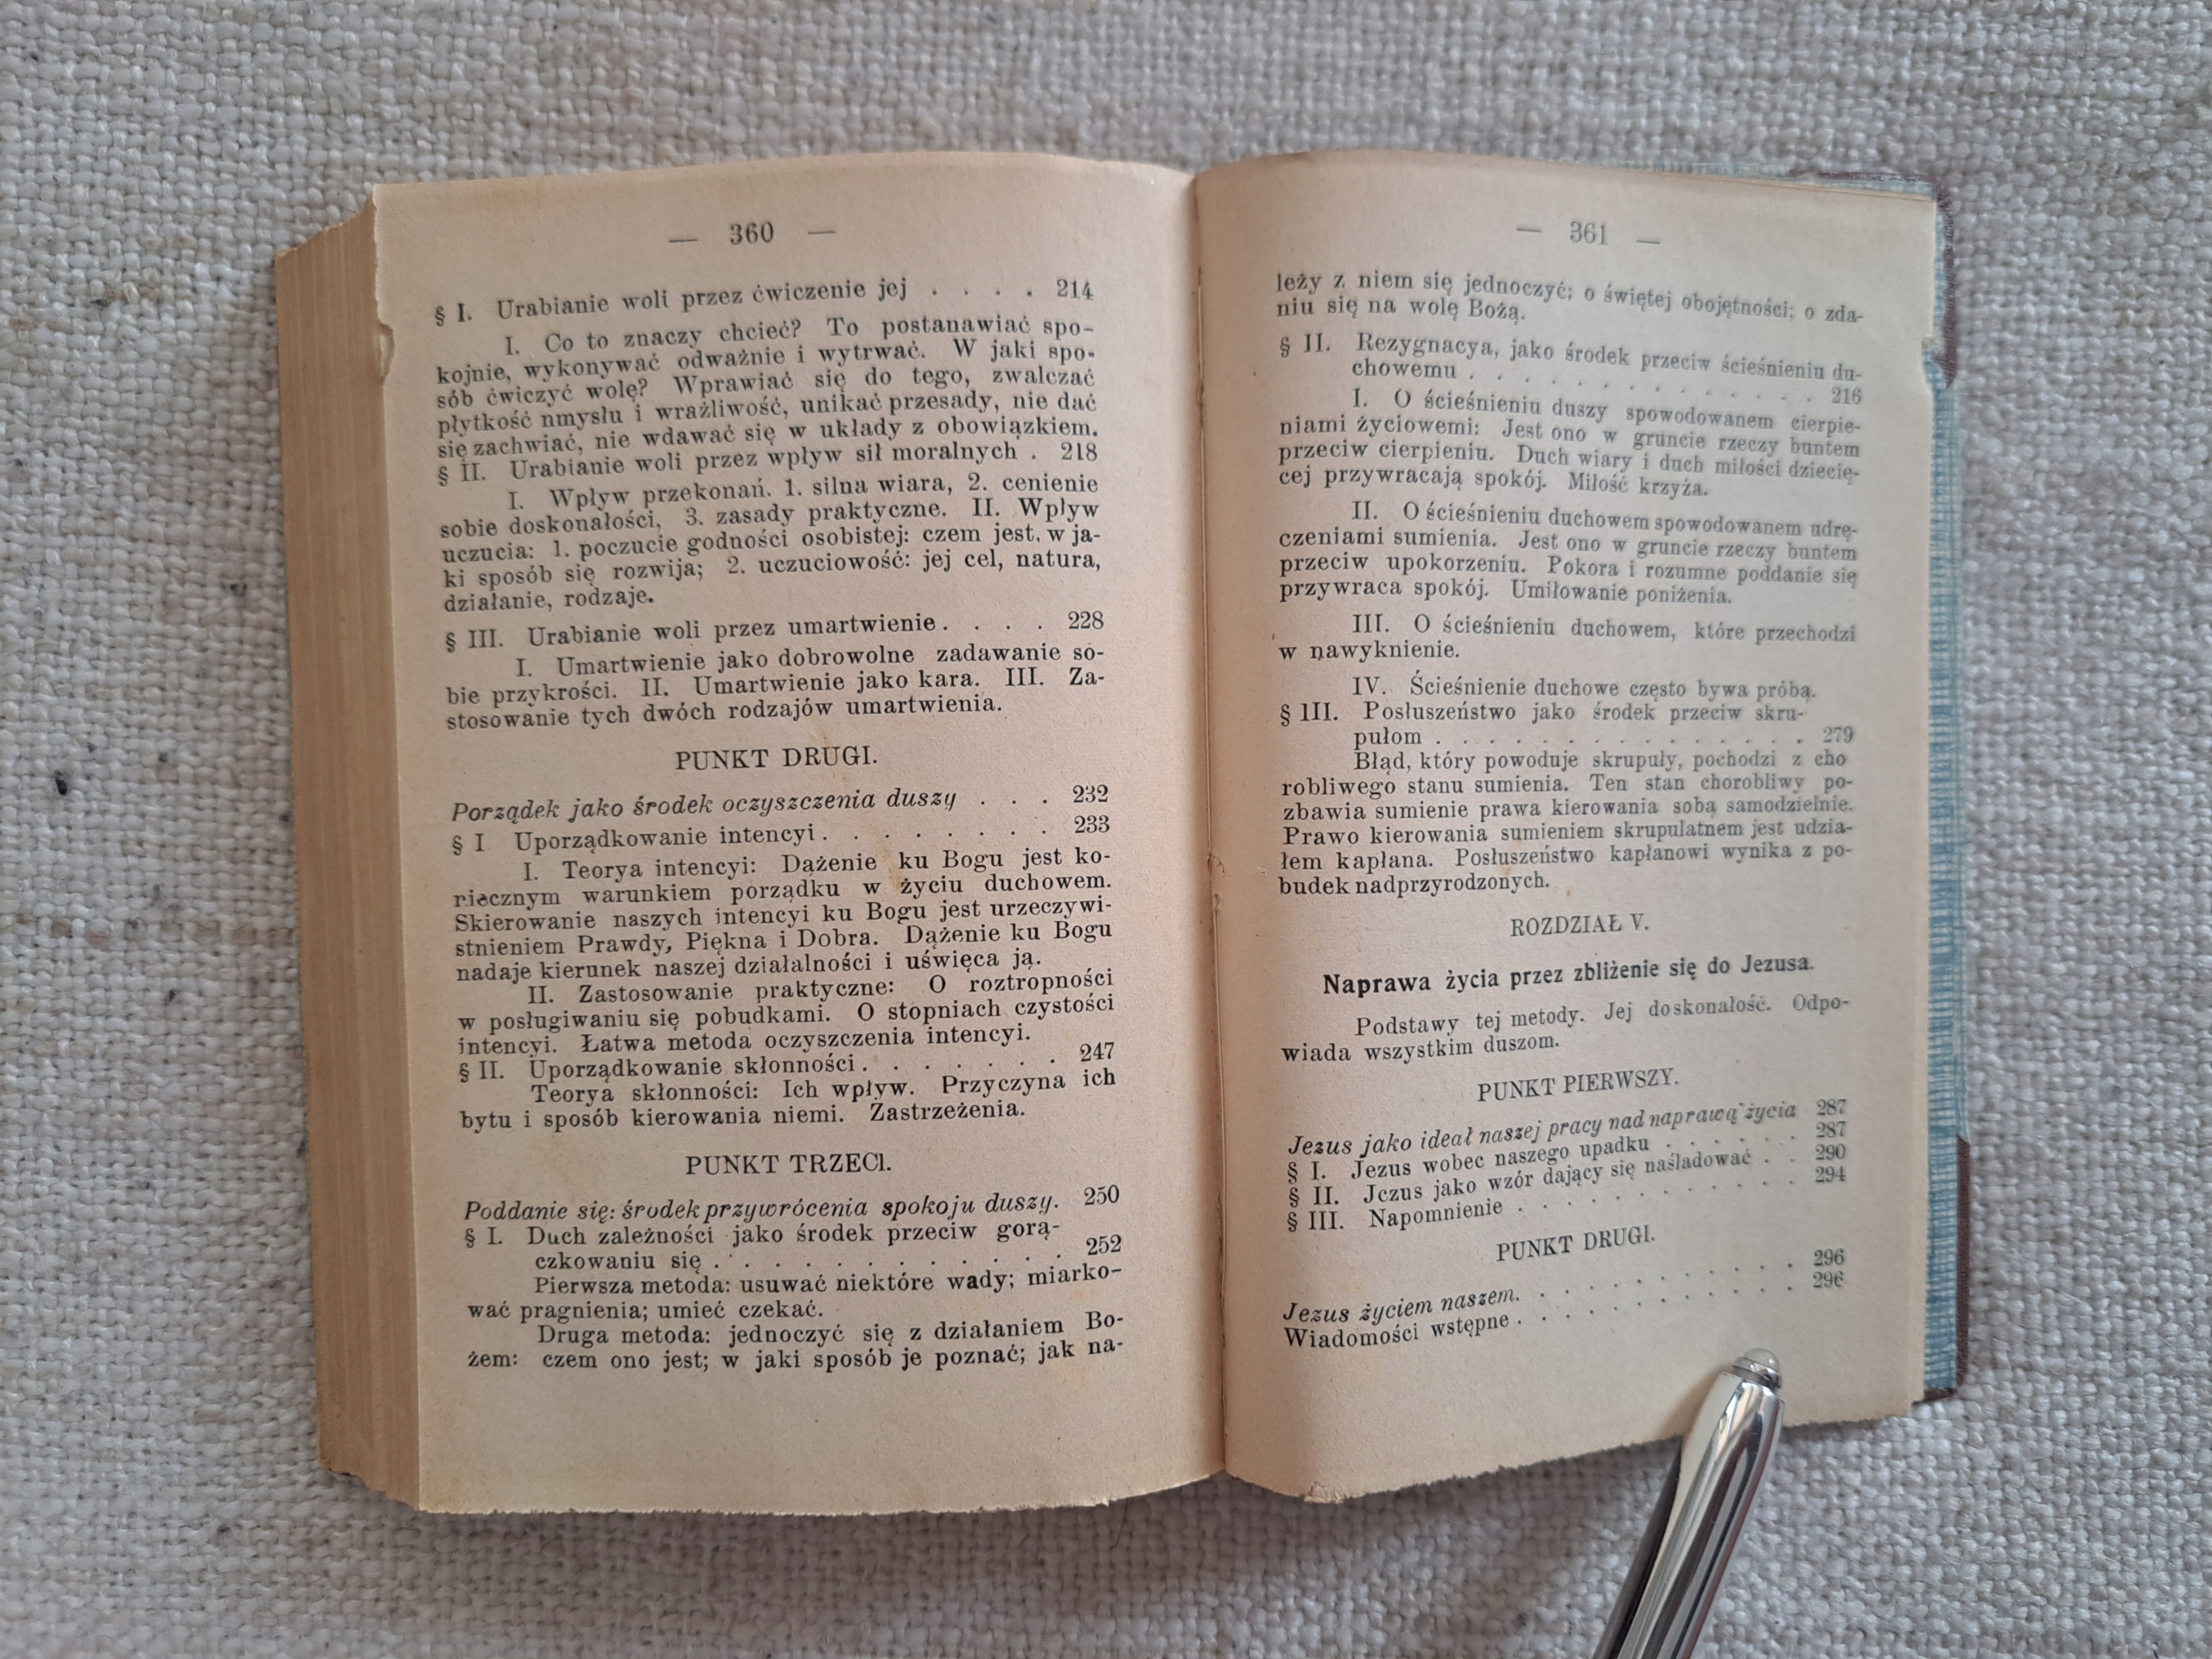 — 360 —
§ I. Urabianie woli przez ćwiczenie jej . . . . 214
I. Co to znaczy chcieć? To postanawiać spo-
kojnie, wykonywać odważnie i wytrwać. W jaki spo-
sób ćwiczyć wolę? Wprawiać się do tego, zwalczać
płytkość nmysłu i wrażliwość, unikać przesady, nie dać
się zachwiać, nie wdawać się w układy z obowiązkiem.
§ II. Urabianie woli przez wpływ sił moralnych . 218
I. Wpływ przekonań. 1. silna wiara, 2. cenienie
sobie doskonałości, 3. zasady praktyczne. II. Wpływ
uczucia: 1. poczucie godności osobistej: czem jest, w ja-
ki sposób się rozwija; 2. uczuciowość: jej cel, natura,
działanie, rodzaje.
§ III. Urabianie woli przez umartwienie . . . . 228
I. Umartwienie jako dobrowolne zadawanie so-
bie przykrości. II. Umartwienie jako kara. III. Za-
stosowanie tych dwóch rodzajów umartwienia.
PUNKT DRUGI.
Porządek jako środek oczyszczenia duszy . . . 232
§ I Uporządkowanie intencyi . . . . . . . . 233
I. Teorya intencyi: Dążenie ku Bogu jest ko-
niecznym warunkiem porządku w życiu duchowem.
Skierowanie naszych intencyi ku Bogu jest urzeczywi-
stnieniem Prawdy, Piękna i Dobra. Dążenie ku Bogu
nadaje kierunek naszej działalności i uświęca ją.
II. Zastosowanie praktyczne: O roztropności
w posługiwaniu się pobudkami. O stopniach czystości
intencyi. Łatwa metoda oczyszczenia intencyi.
§ II. Uporządkowanie skłonności . . . . . . . 247
Teorya skłonności: Ich wpływ. Przyczyna ich
bytu i sposób kierowania niemi. Zastrzeżenia.
PUNKT TRZECI.
Poddanie się: środek przywrócenia spokoju duszy. 250
§ I. Duch zależności jako środek przeciw gorą-
czkowaniu się . . . . . . . . . . . . 252
Pierwsza metoda: usuwać niektóre wady; miarko-
wać pragnienia; umieć czekać.
Druga metoda: jednoczyć się z działaniem Bo-
żem: czem ono jest; w jaki sposób je poznać; jak na-
— 361 —
leży z niem się jednoczyć; o świętej obojętności; o zda-
niu się na wolę Bożą.
§ II. Rezygnacya, jako środek przeciw ścieśnieniu du-
chowemu . . . . . . . . . . . . . . 216
I. O ścieśnieniu duszy spowodowanem cierpie-
niami życiowemi: Jest ono w gruncie rzeczy buntem
przeciw cierpieniu. Duch wiary i duch miłości dziecię-
cej przywracają spokój. Miłość krzyża.
II. O ścieśnieniu duchowem spowodowanem udrę-
czeniami sumienia. Jest ono w gruncie rzeczy buntem
przeciw upokorzeniu. Pokora i rozumne poddanie się
przywraca spokój. Umiłowanie poniżenia.
III. O ścieśnieniu duchowem, które przechodzi
w nawyknienie.
IV. Ścieśnienie duchowe często bywa próbą.
§ III. Posłuszeństwo jako środek przeciw skru-
pułom . . . . . . . . . . . . . . . 279
Błąd, który powoduje skrupuły, pochodzi z cho
robliwego stanu sumienia. Ten stan chorobliwy po-
zbawia sumienie prawa kierowania sobą samodzielnie.
Prawo kierowania sumieniem skrupulatnem jest udzia-
łem kapłana. Posłuszeństwo kapłanowi wynika z po-
budek nadprzyrodzonych.
ROZDZIAŁ V.
Naprawa życia przez zbliżenie się do Jezusa.
Podstawy tej metody. Jej doskonałość. Odpo-
wiada wszystkim duszom.
PUNKT PIERWSZY.
Jezus jako ideał naszej pracy nad naprawą życia 287
§ I. Jezus wobec naszego upadku . . . . . . 287
§ II. Jezus jako wzór dający się naśladować . . 290
§ III. Napomnienie . . . . . . . . . . . 294
PUNKT DRUGI.
Jezus życiem naszem . . . . . . . . . . . 296
Wiadomości wstępne . . . . . . . . . . . 296